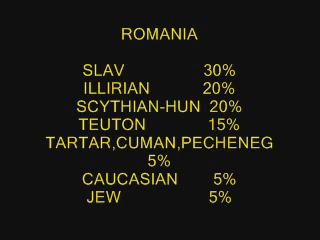 ROMANIA
SLAV 30%
ILLIRIAN 20%
SCYTHIAN-HUN 20%
TEUTON 15%
TARTAR,CUMAN,PECHENEG
5%
CAUCASIAN 5%
JEW 5%